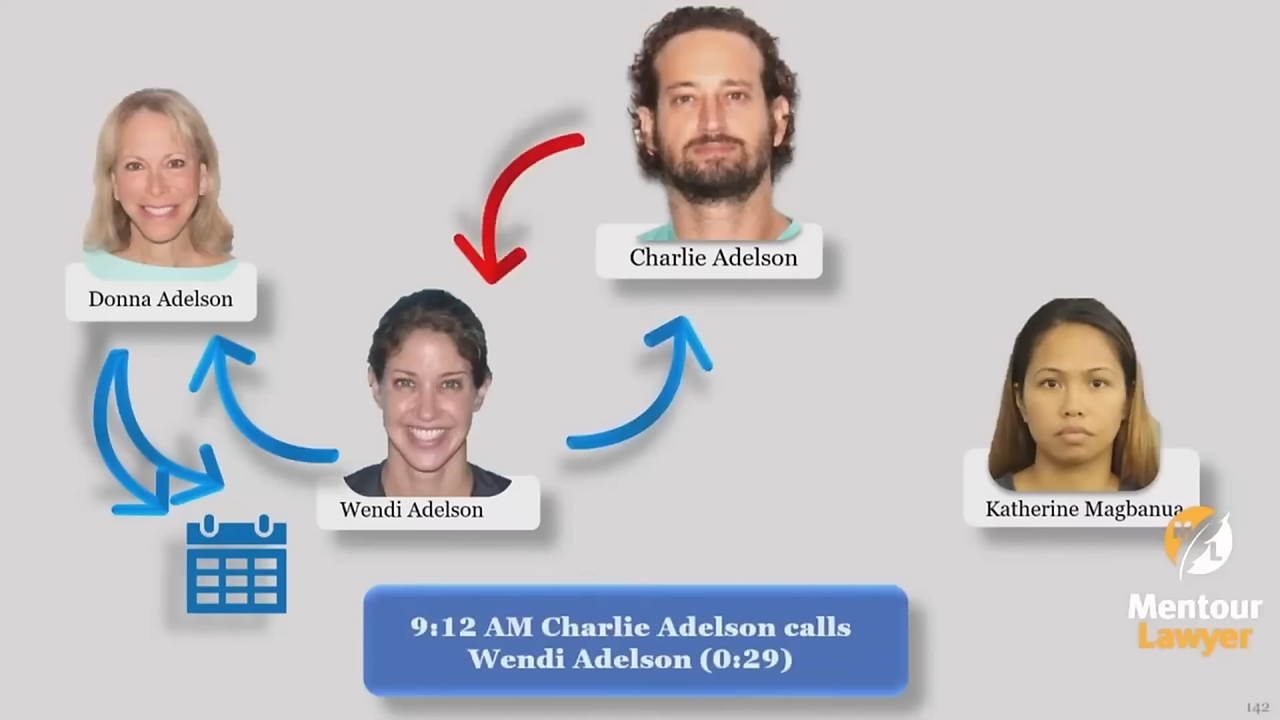 Donna Adelson
Charlie Adelson
Wendi Adelson
Katherine Magbanua
9:12 AM Charlie Adelson calls
Wendi Adelson (0:29)
M L
Mentour
Lawyer
142